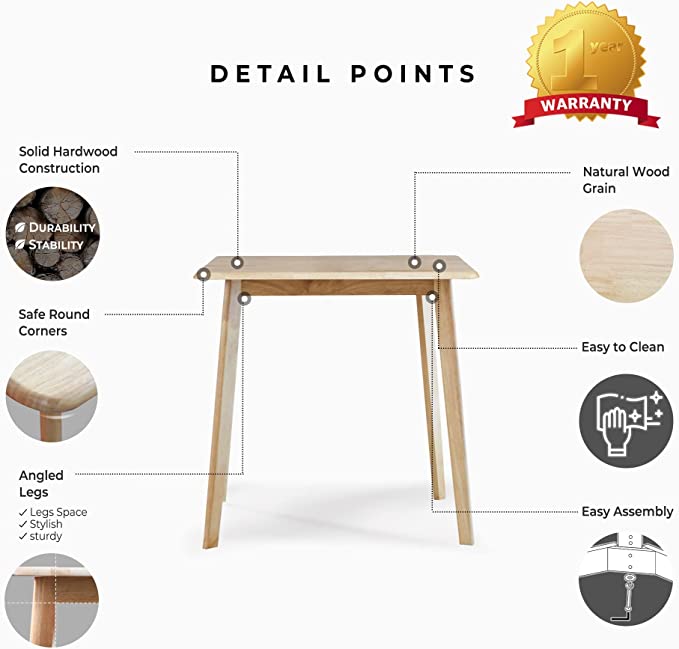 DETAIL POINTS
1 year
WARRANTY
Solid Hardwood
Construction
DURABILITY
STABILITY
Natural Wood
Grain
Safe Round
Corners
Easy to Clean
Angled
Legs
✓ Legs Space
✓ Stylish
✓ sturdy
Easy Assembly